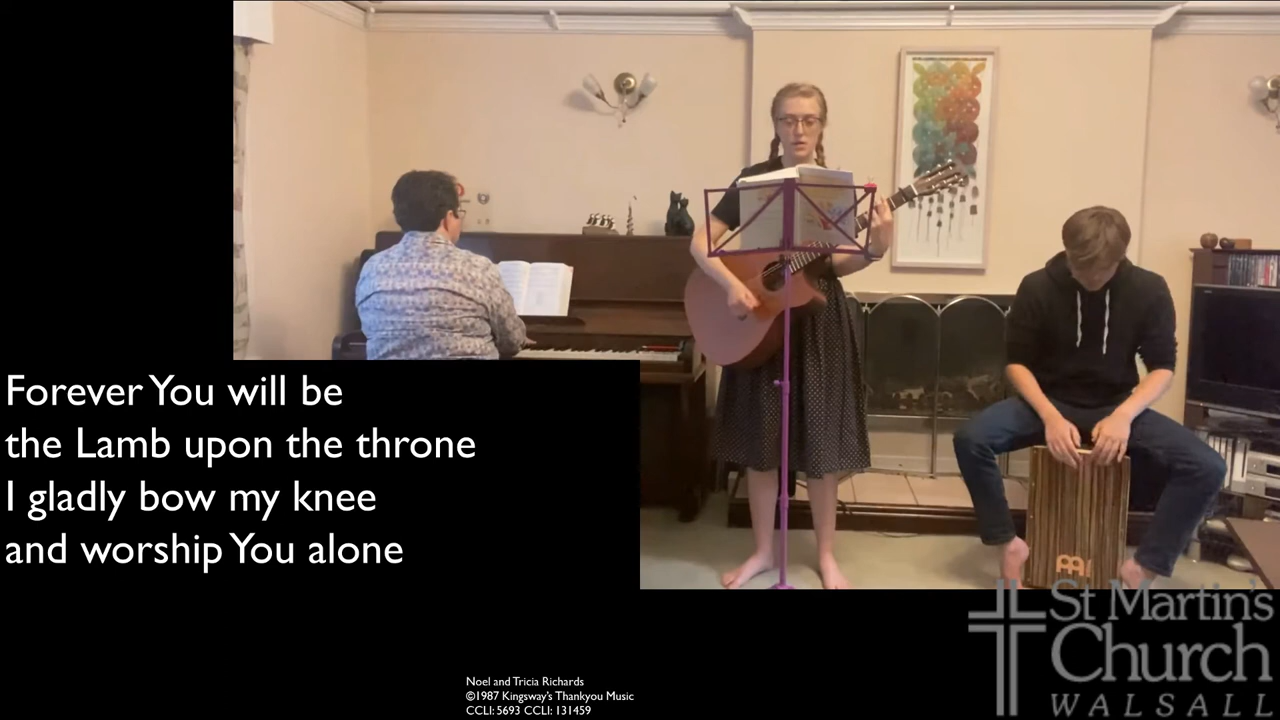 Forever You will be
the Lamb upon the throne
I gladly bow my knee
and worship You alone
Noel and Tricia Richards
©1987 Kingsway's Thankyou Music
CCLI: 5693 CCLI: 131459
St Martin's
Church
WALSALL